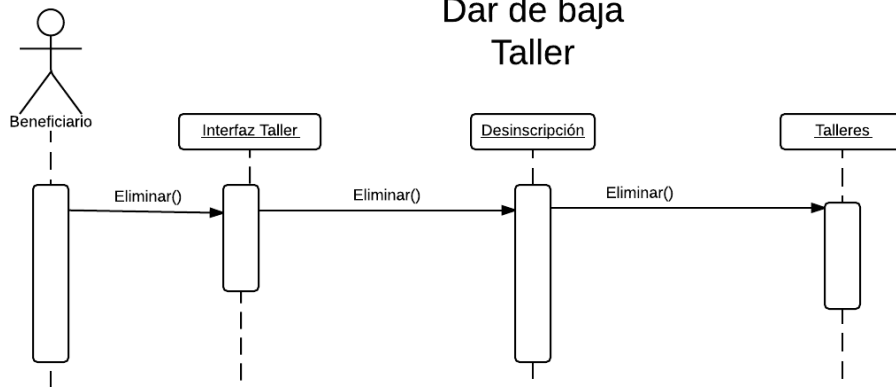 Dar de baja
Taller
Beneficiario
Interfaz Taller
Desinscripción
Talleres
Eliminar()
Eliminar()
Eliminar()